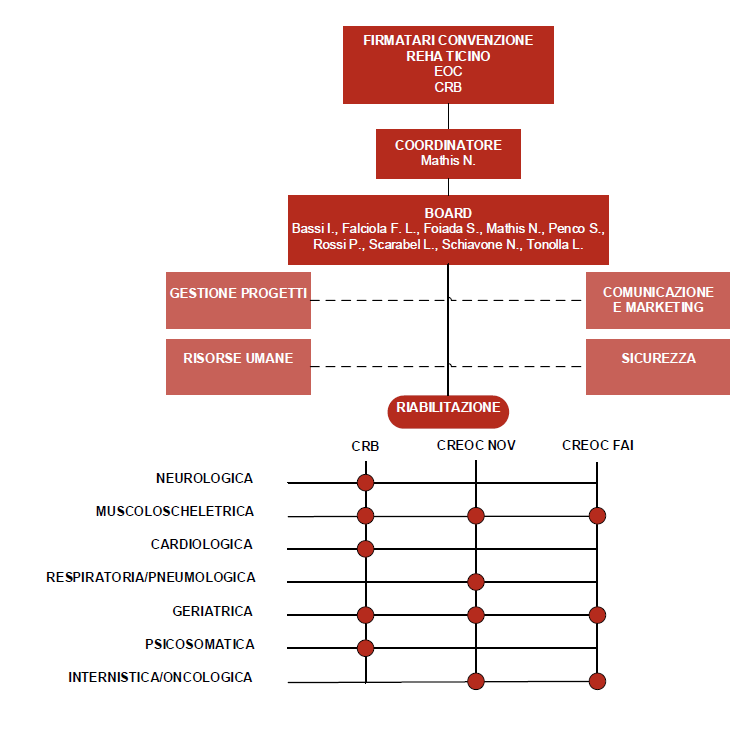 FIRMATARI CONVENZIONE
REHA TICINO
EOC
CRB
COORDINATORE
Mathis N.
BOARD
Bassi I., Falciola F. L., Foiada S., Mathis N., Penco S.,
Rossi P., Scarabel L., Schiavone N., Tonolla L.
GESTIONE PROGETTI
COMUNICAZIONE
E MARKETING
RISORSE UMANE
SICUREZZA
RIABILITAZIONE
CRB
CREOC NOV
CREOC FAI
NEUROLOGICA
MUSCOLOSCHELETRICA
CARDIOLOGICA
RESPIRATORIA/PNEUMOLOGICA
GERIATRICA
PSICOSOMATICA
INTERNISTICA/ONCOLOGICA